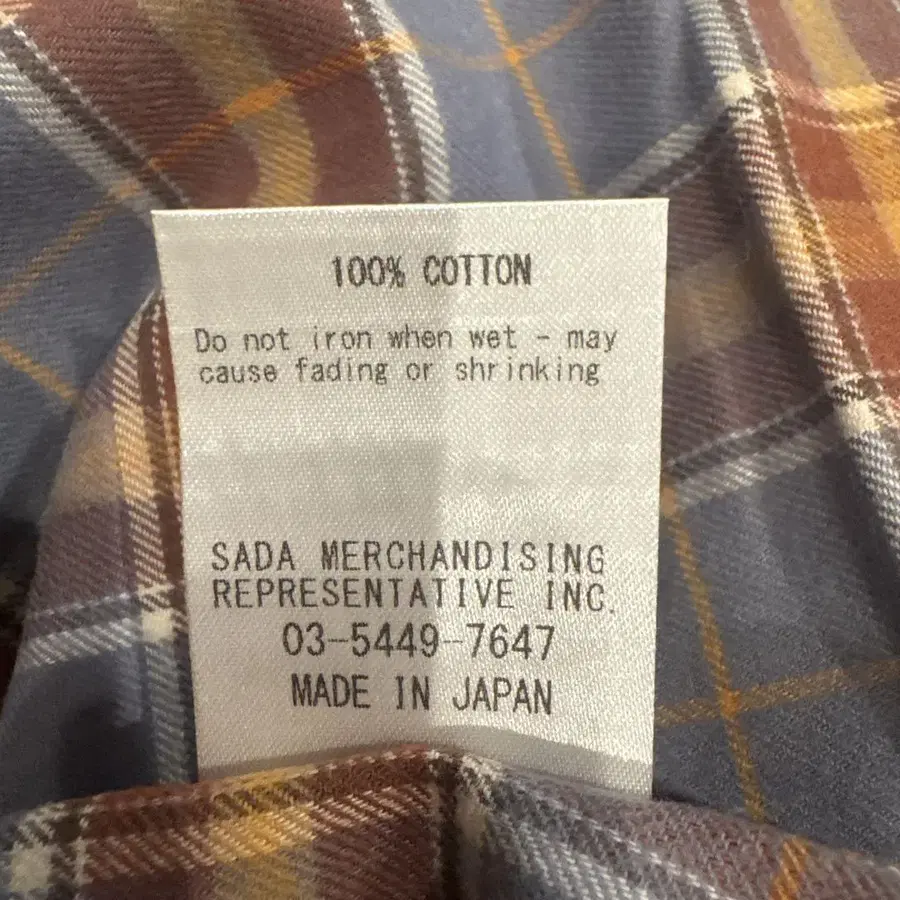 100% COTTON
Do not iron when wet - may
cause fading or shrinking
SADA MERCHANDISING
REPRESENTATIVE INC.
03-5449-7647
MADE IN JAPAN